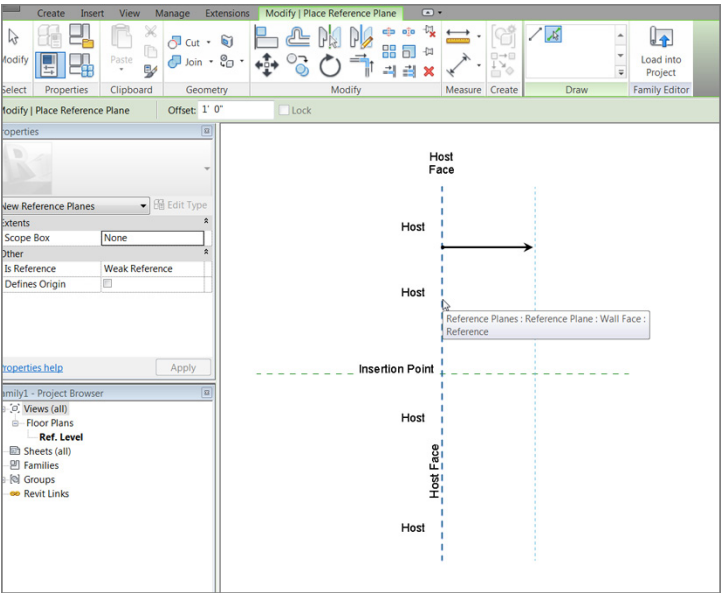 Create Insert View Manage Extensions Modify | Place Reference Plane
Modify
Paste
Cut
Join
Load into
Project
Select Properties Clipboard Geometry Modify Measure Create Draw Family Editor
Modify | Place Reference Plane Offset: 1' 0" Lock
Properties
R
New Reference Planes Edit Type
Extents
Scope Box None
Other
Is Reference Weak Reference
Defines Origin
Properties help Apply
Family1 - Project Browser
Views (all)
Floor Plans
Ref. Level
Sheets (all)
Families
Groups
Revit Links
Host
Face
Host
Host
Reference Planes : Reference Plane : Wall Face :
Reference
Insertion Point
Host
Host Face
Host